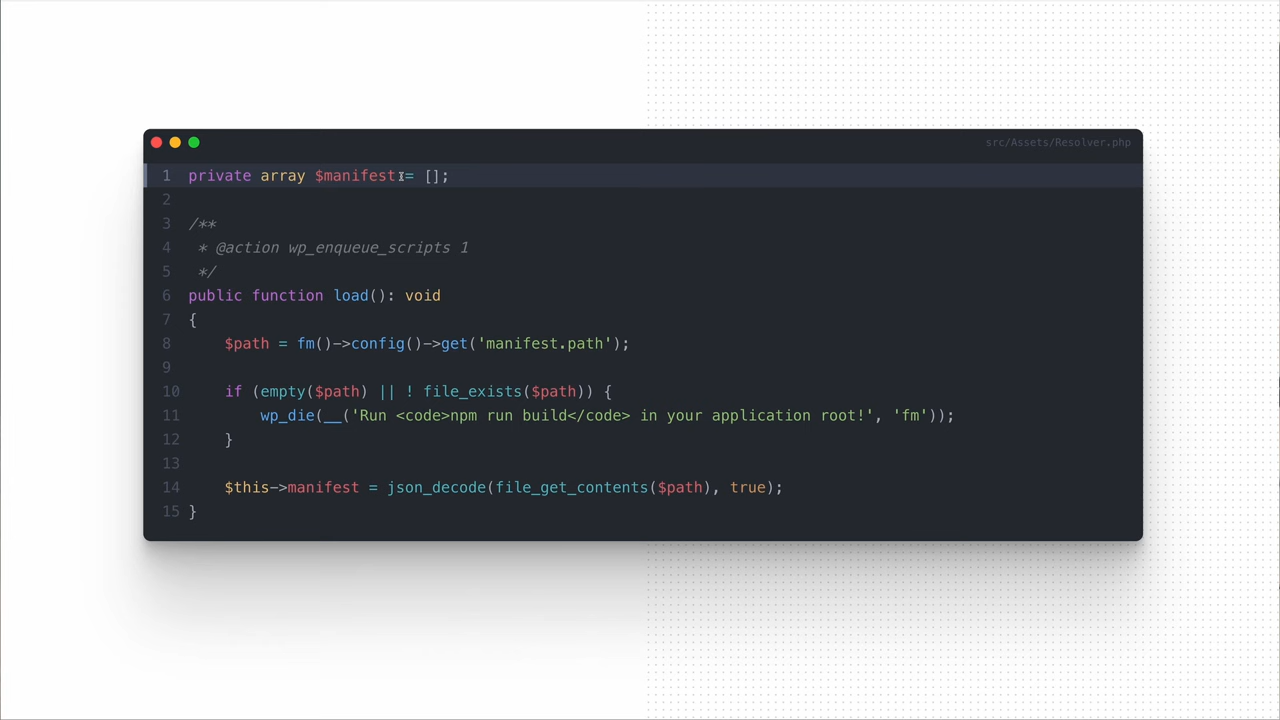 src/Assets/Resolver.php
1 private array $manifest = [];
2
3 /**
4  * @action wp_enqueue_scripts 1
5  */
6 public function load(): void
7 {
8     $path = fm()->config()->get('manifest.path');
9
10     if (empty($path) || ! file_exists($path)) {
11         wp_die(__('Run <code>npm run build</code> in your application root!', 'fm'));
12     }
13
14     $this->manifest = json_decode(file_get_contents($path), true);
15 }